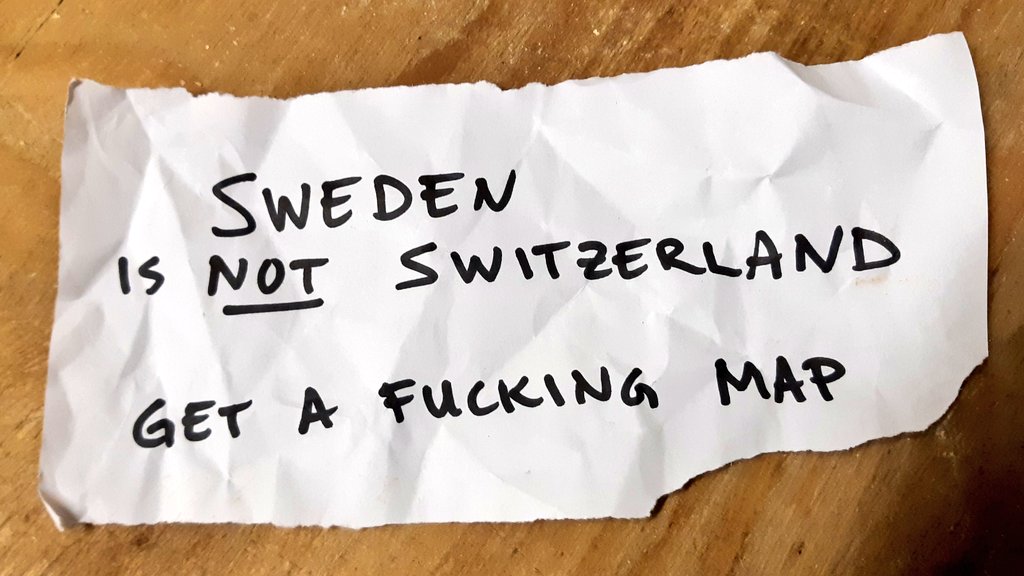 SWEDEN
IS NOT SWITZERLAND
GET A FUCKING MAP